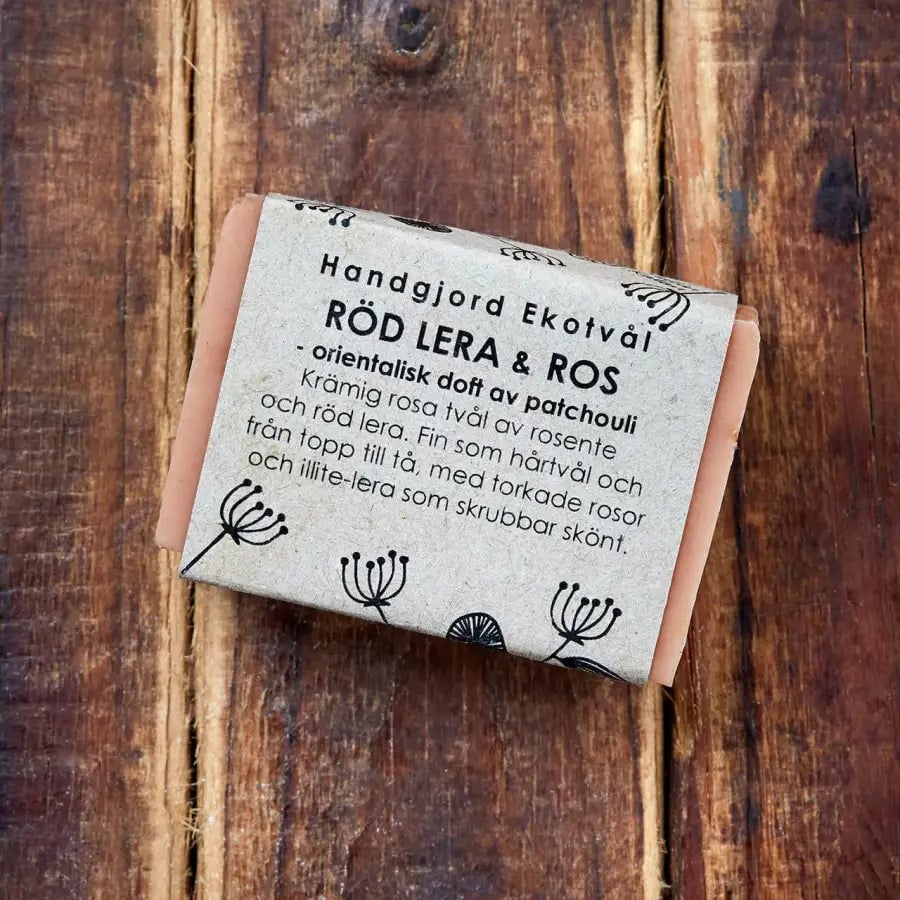 Handgjord Ekotvål
RÖD LERA & ROS
- orientalisk doft av patchouli
Krämig rosa tvål av rosente
och röd lera. Fin som hårtvål och
från topp till tå, med torkade rosor
och illite-lera som skrubbar skönt.